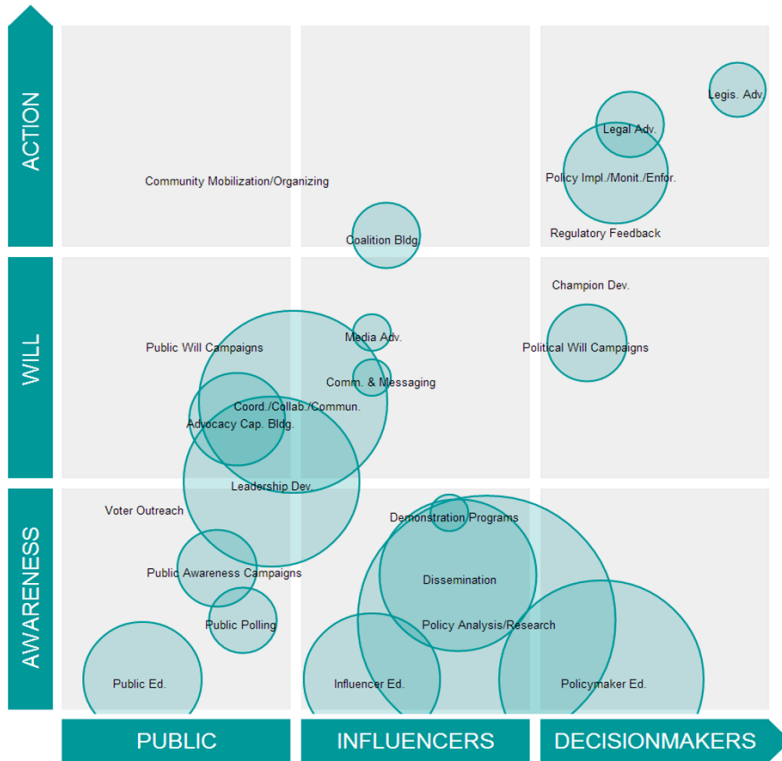 ACTION
Legis. Adv.
Legal Adv.
Community Mobilization/Organizing
Policy Impl./Monit./Enfor.
Regulatory Feedback
Coalition Bldg.
WILL
Champion Dev.
Media Adv.
Public Will Campaigns
Political Will Campaigns
Comm. & Messaging
Coord./Collab./Commun.
Advocacy Cap. Bldg.
Leadership Dev.
AWARENESS
Voter Outreach
Demonstration Programs
Public Awareness Campaigns
Dissemination
Public Polling
Policy Analysis/Research
Public Ed.
Influencer Ed.
Policymaker Ed.
PUBLIC
INFLUENCERS
DECISIONMAKERS